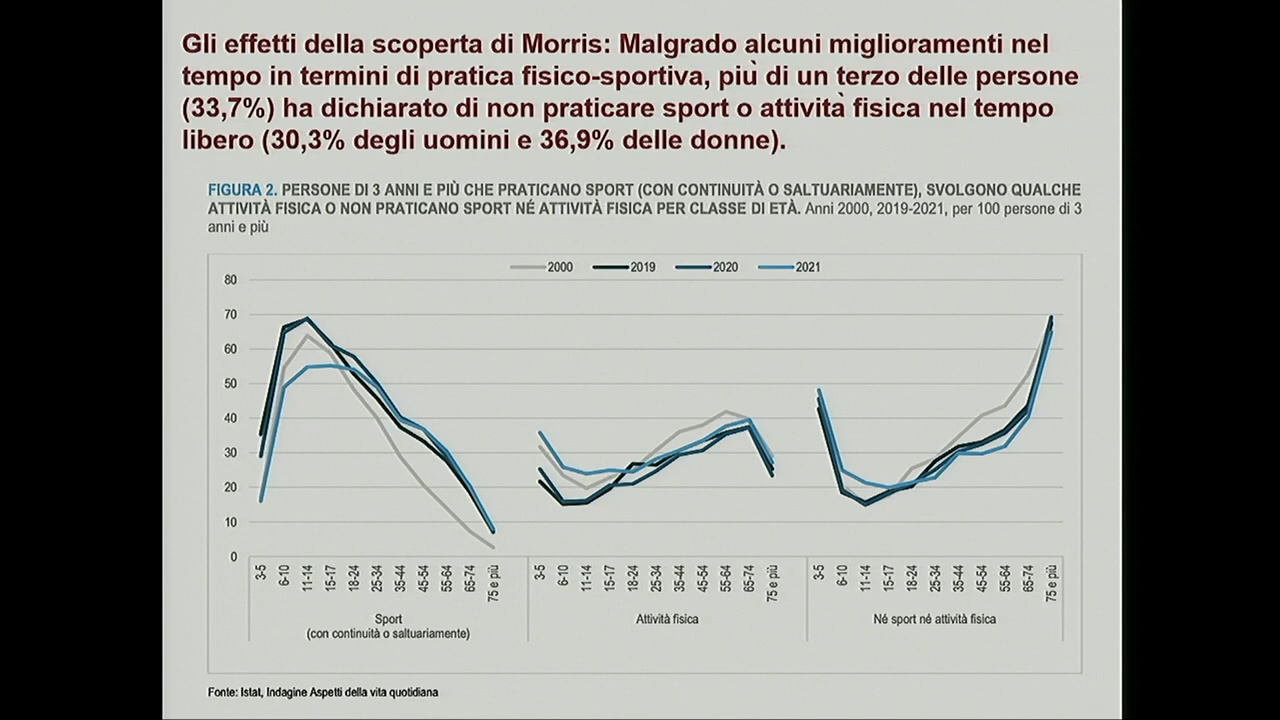 Gli effetti della scoperta di Morris: Malgrado alcuni miglioramenti nel
tempo in termini di pratica fisico-sportiva, più di un terzo delle persone
(33,7%) ha dichiarato di non praticare sport o attività fisica nel tempo
libero (30,3% degli uomini e 36,9% delle donne).
FIGURA 2. PERSONE DI 3 ANNI E PIÙ CHE PRATICANO SPORT (CON CONTINUITÀ O SALTUARIAMENTE), SVOLGONO QUALCHE
ATTIVITÀ FISICA O NON PRATICANO SPORT NÉ ATTIVITÀ FISICA PER CLASSE DI ETÀ. Anni 2000, 2019-2021, per 100 persone di 3
anni e più
2000 2019 2020 2021
80
70
60
50
40
30
20
10
0
3-5 6-10 11-14 15-17 18-24 25-34 35-44 45-54 55-64 65-74 75 e più 3-5 6-10 11-14 15-17 18-24 25-34 35-44 45-54 55-64 65-74 75 e più 3-5 6-10 11-14 15-17 18-24 25-34 35-44 45-54 55-64 65-74 75 e più
Sport Attività fisica Né sport né attività fisica
(con continuità o saltuariamente)
Fonte: Istat, Indagine Aspetti della vita quotidiana